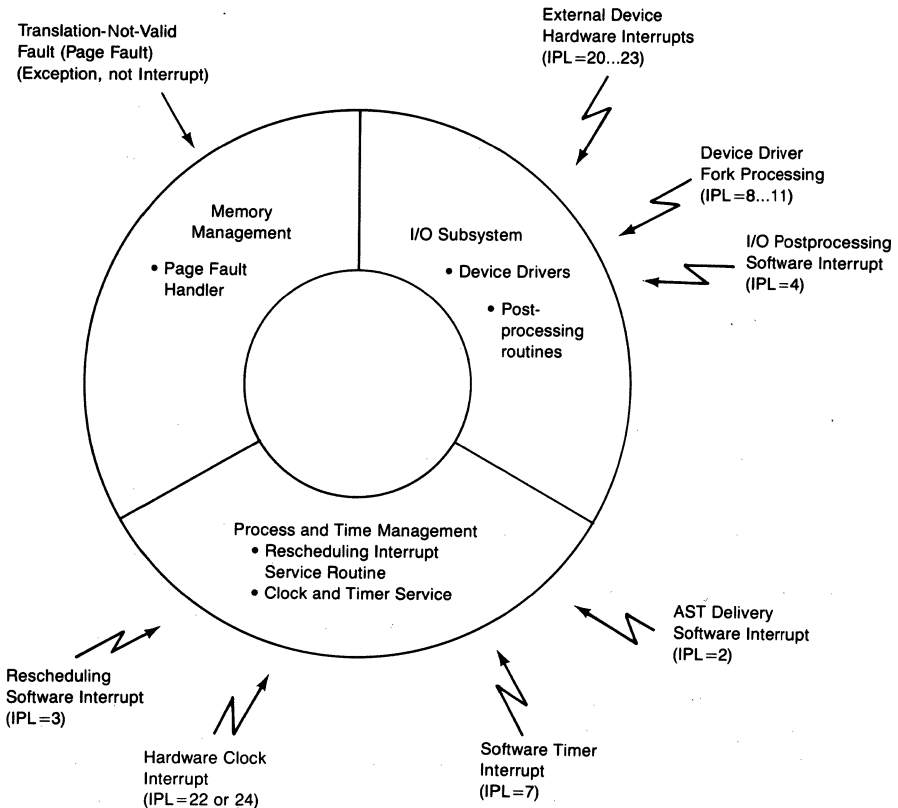 Translation-Not-Valid
Fault (Page Fault)
(Exception, not Interrupt)
External Device
Hardware Interrupts
(IPL=20...23)
Device Driver
Fork Processing
(IPL=8...11)
I/O Postprocessing
Software Interrupt
(IPL=4)
Memory
Management
• Page Fault
Handler
I/O Subsystem
• Device Drivers
• Post-
processing
routines
Process and Time Management
• Rescheduling Interrupt
Service Routine
• Clock and Timer Service
AST Delivery
Software Interrupt
(IPL=2)
Rescheduling
Software Interrupt
(IPL=3)
Hardware Clock
Interrupt
(IPL=22 or 24)
Software Timer
Interrupt
(IPL=7)